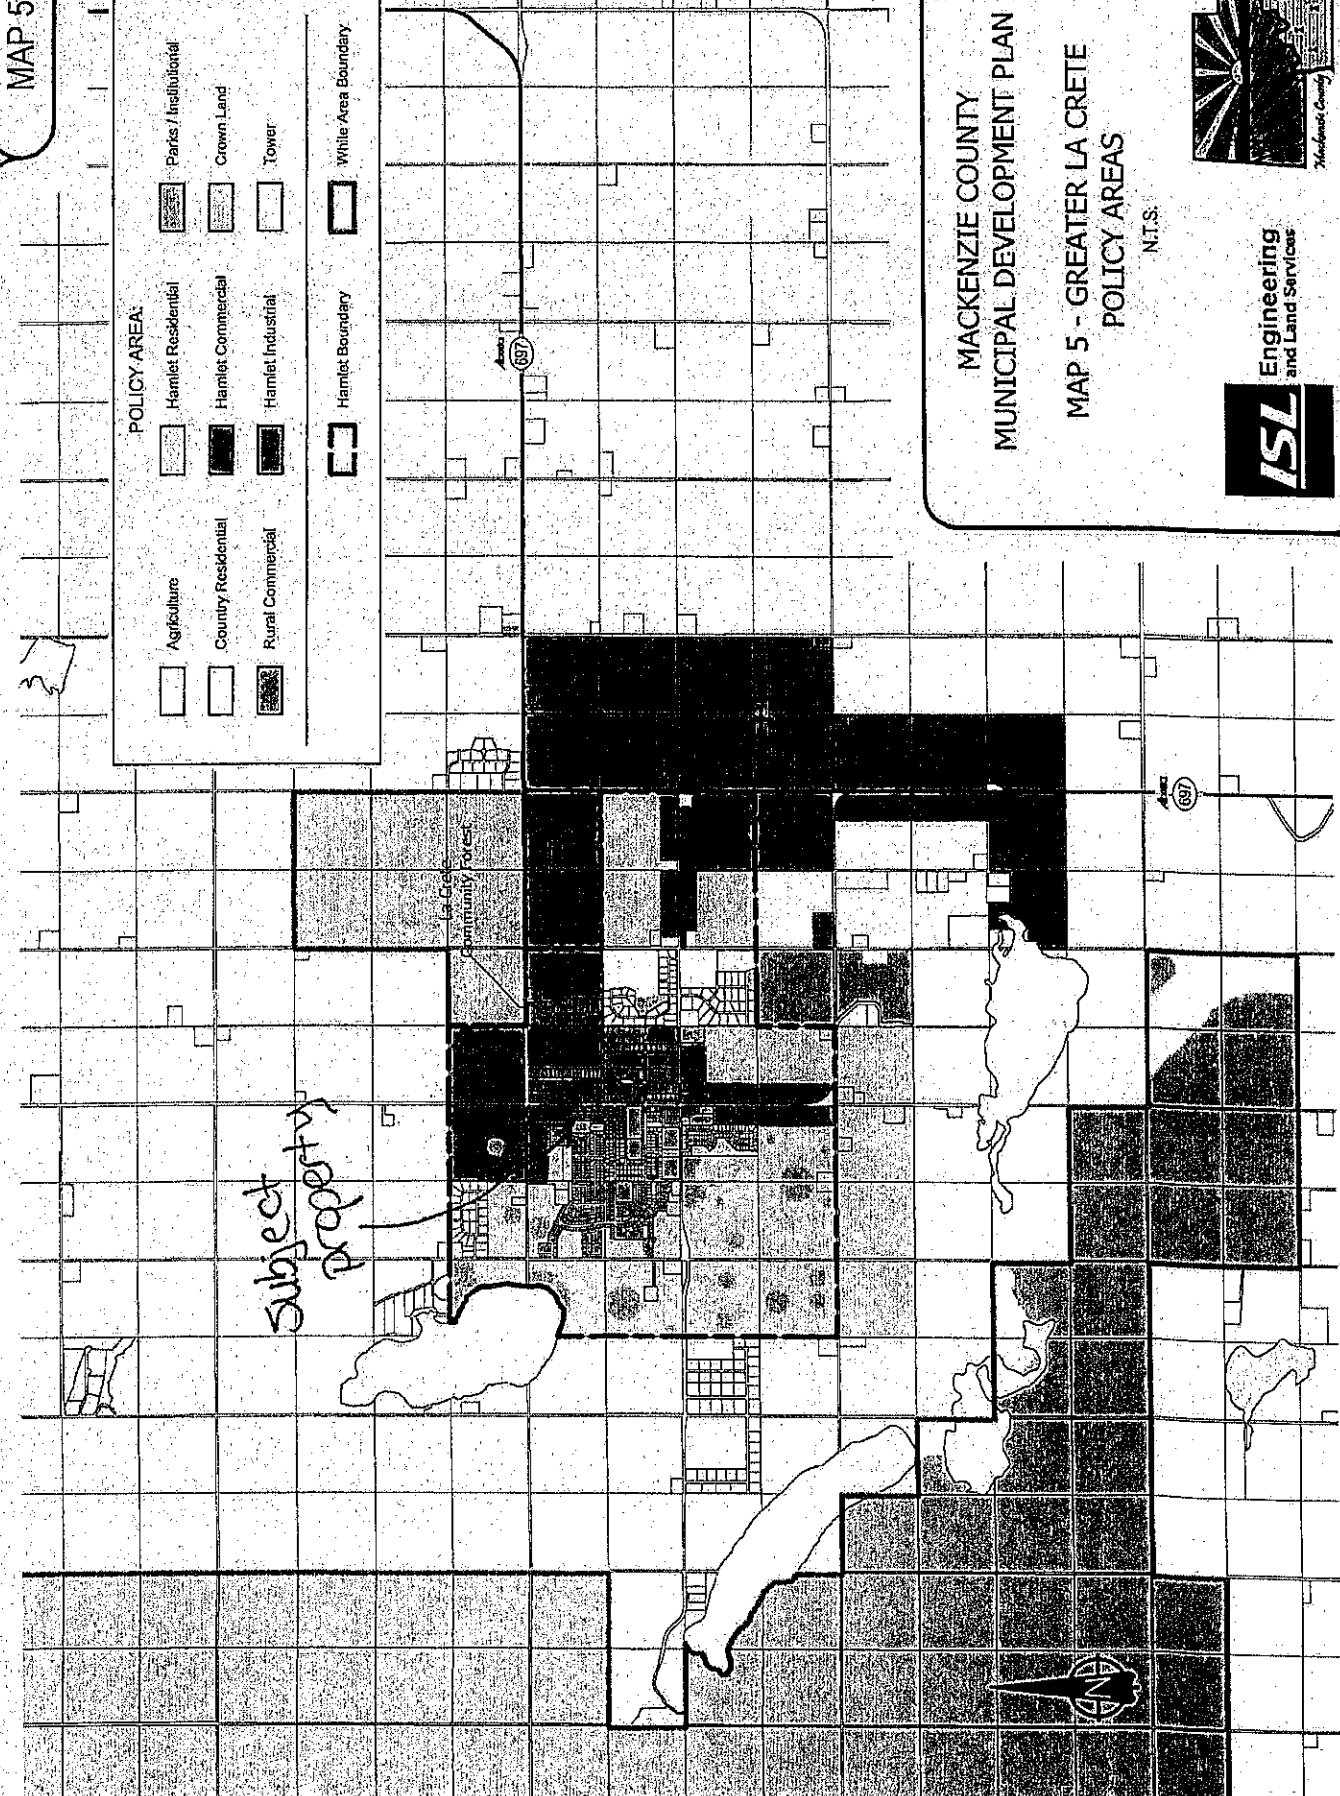 MAP 5
POLICY AREA:
Agriculture
Country Residential
Rural Commercial
Hamlet Residential
Hamlet Commercial
Hamlet Industrial
Parks / Institutional
Crown Land
Tower
Hamlet Boundary
While Area Boundary
697
La Crete
Community Forest
697
Subject
property
N
MACKENZIE COUNTY
MUNICIPAL DEVELOPMENT PLAN
MAP 5 - GREATER LA CRETE
POLICY AREAS
N.T.S.
ISL
Engineering
and Land Services
Mackenzie County